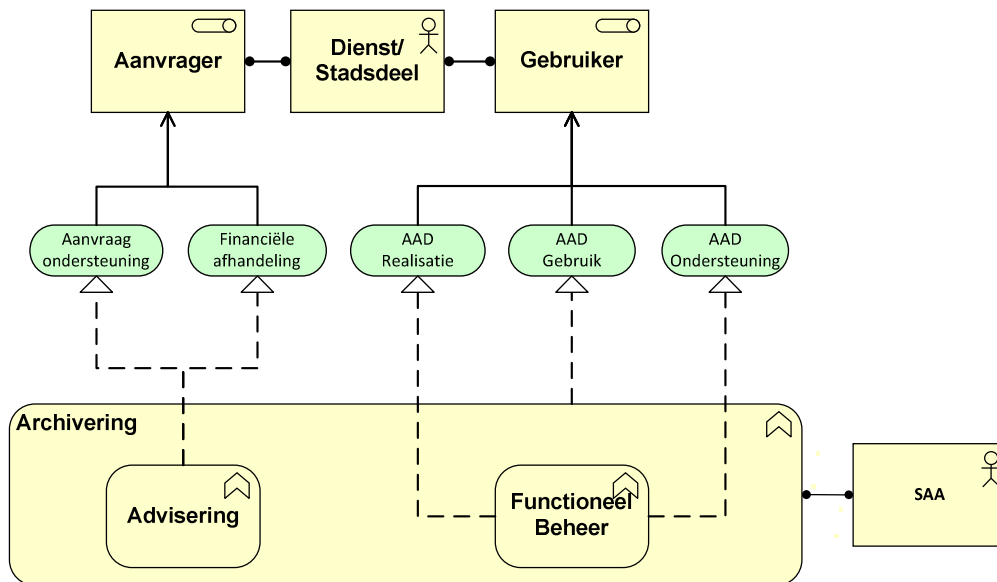 Aanvrager
Dienst/
Stadsdeel
Gebruiker
Aanvraag
ondersteuning
Financiële
afhandeling
AAD
Realisatie
AAD
Gebruik
AAD
Ondersteuning
Archivering
Advisering
Functioneel
Beheer
SAA